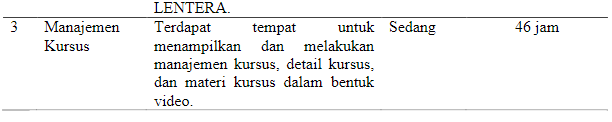 LENTERA.
3 Manajemen Terdapat tempat untuk Sedang 46 jam
Kursus menampilkan dan melakukan
manajemen kursus, detail kursus,
dan materi kursus dalam bentuk
video.